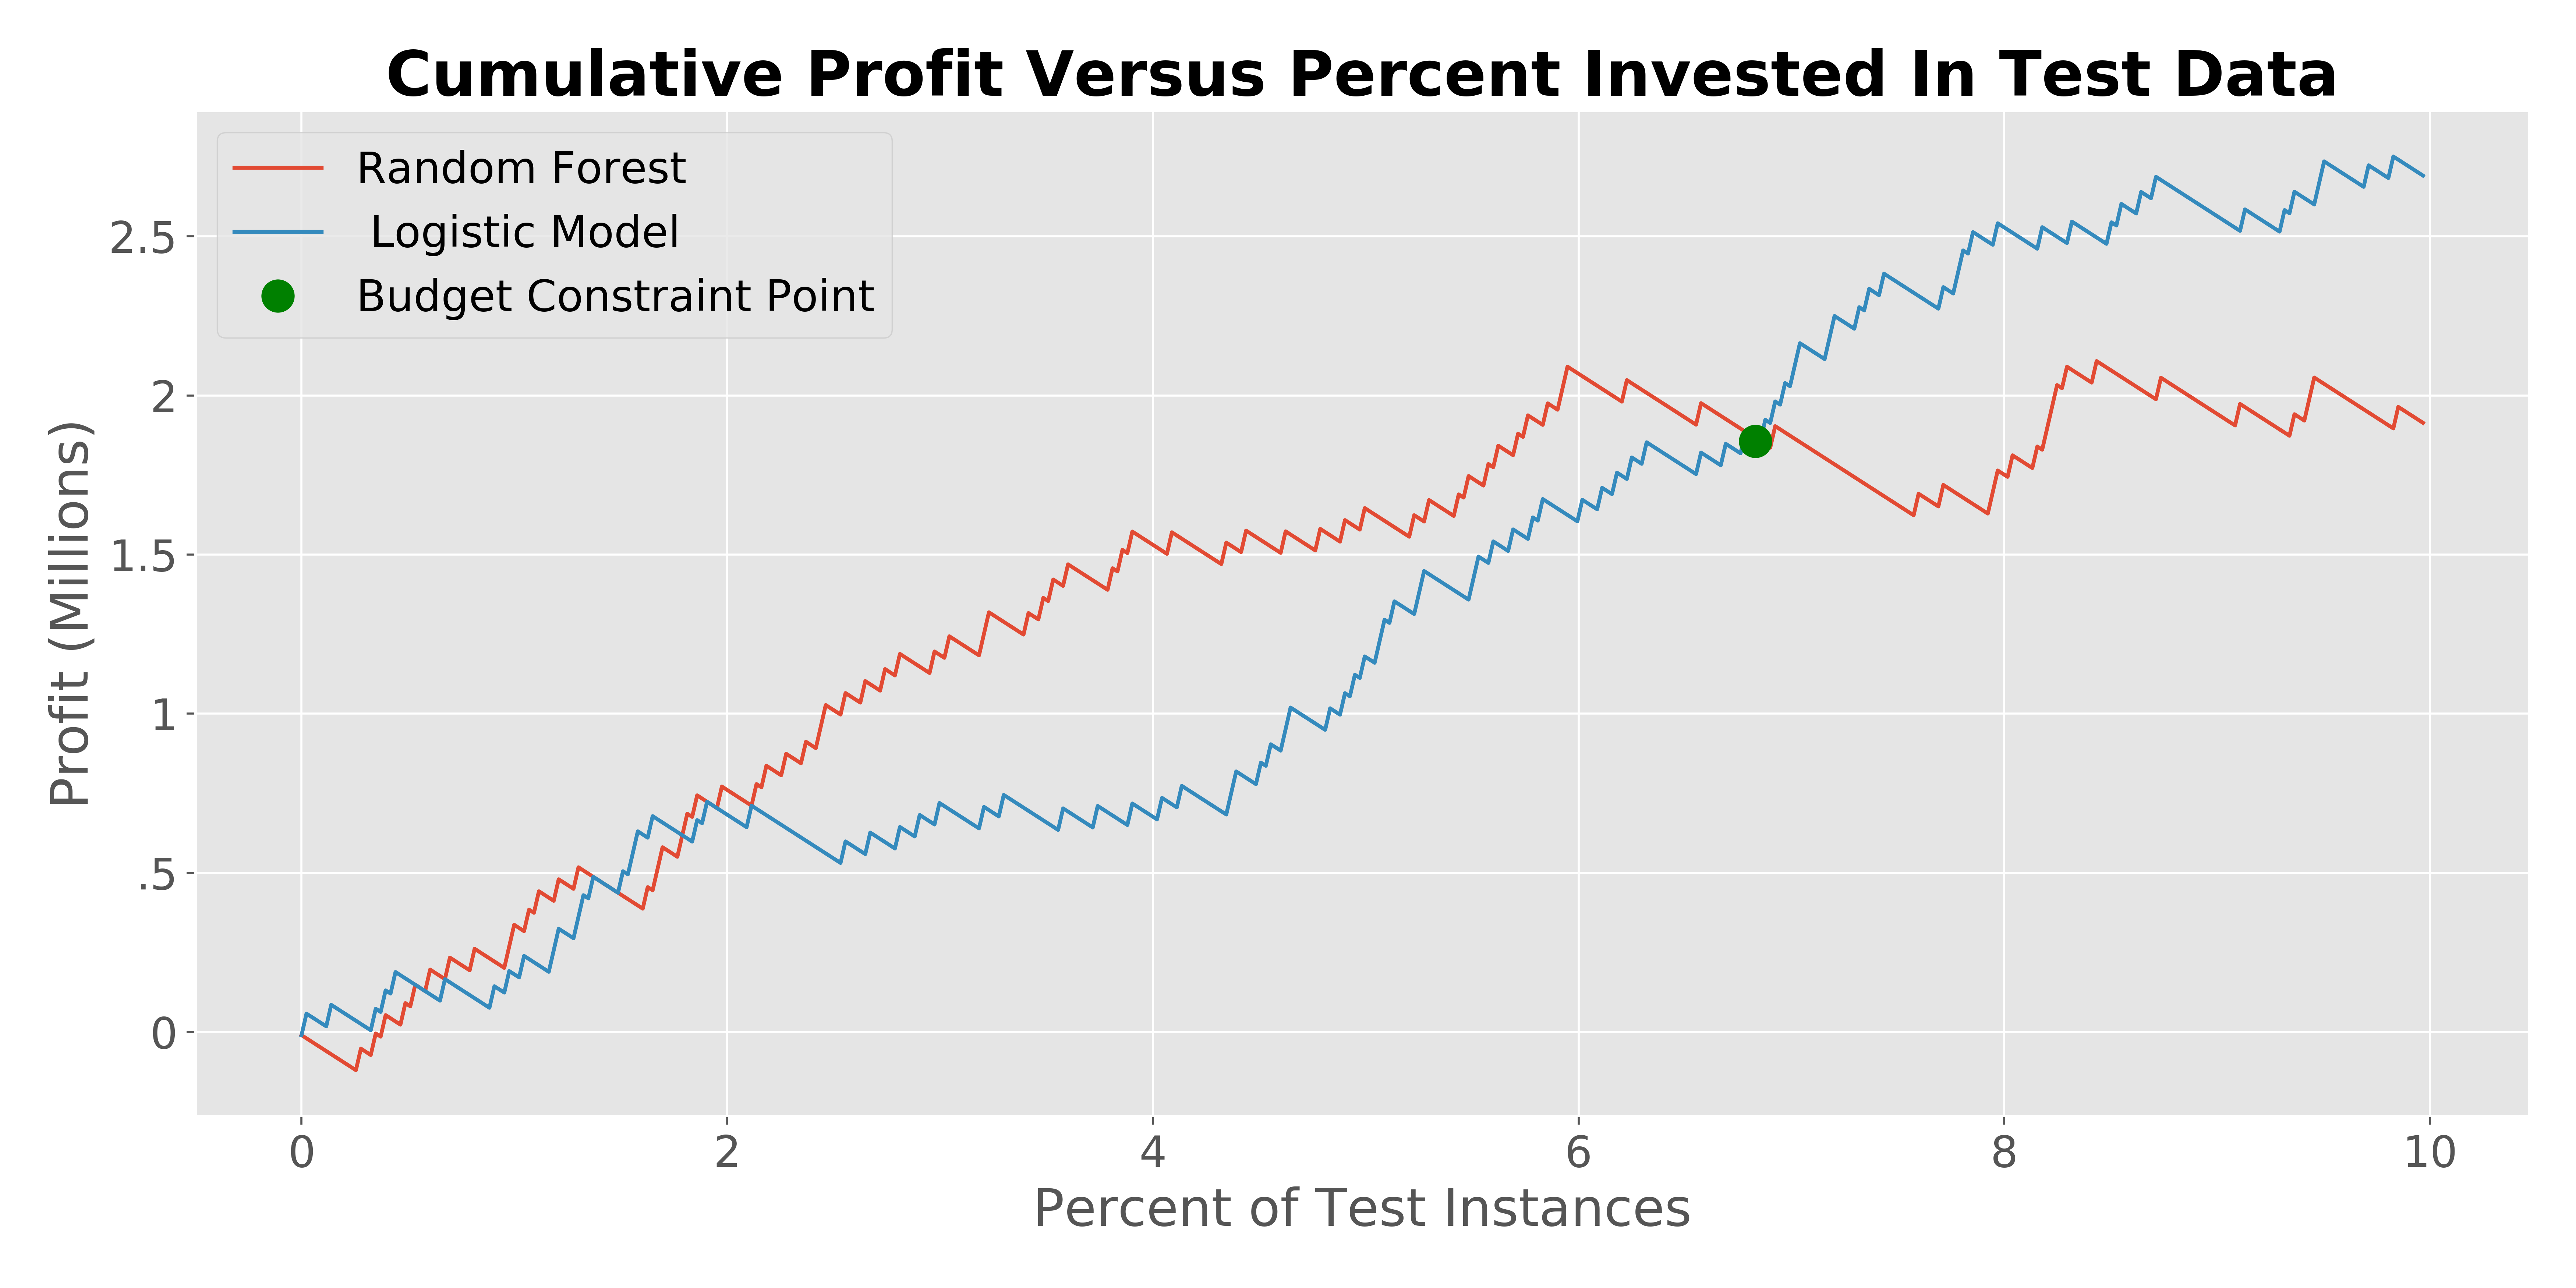 Cumulative Profit Versus Percent Invested In Test Data
Random Forest
Logistic Model
Budget Constraint Point
Profit (Millions)
2.5
2
1.5
1
.5
0
0 2 4 6 8 10
Percent of Test Instances